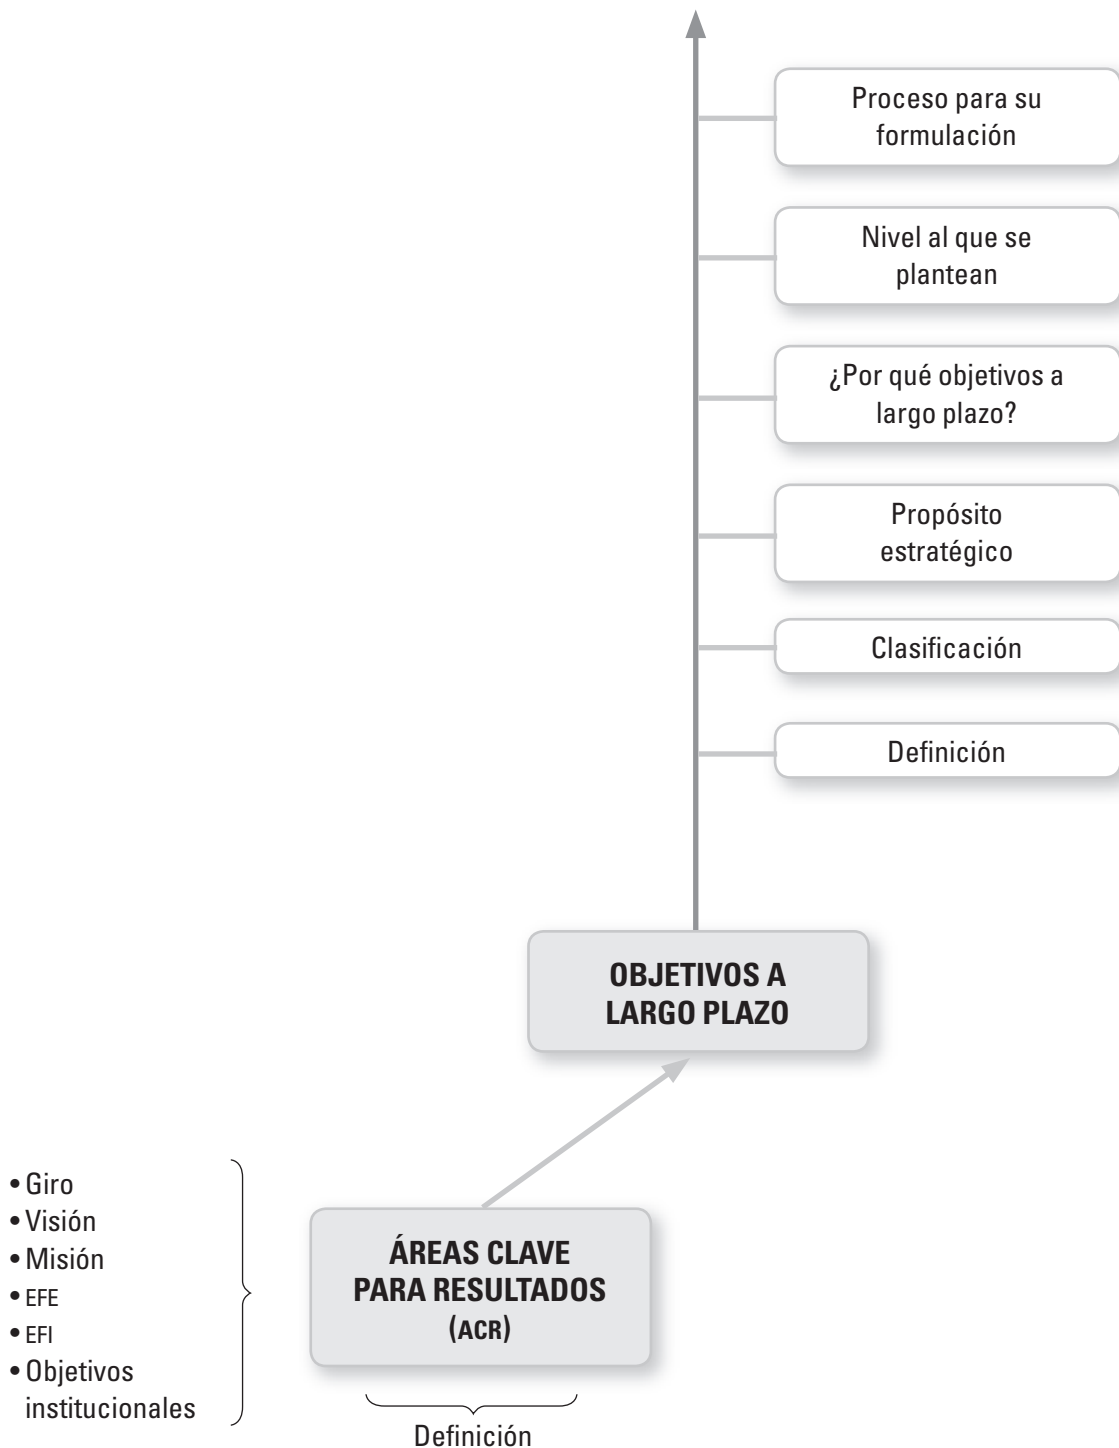 Proceso para su
formulación
Nivel al que se
plantean
¿Por qué objetivos a
largo plazo?
Propósito
estratégico
Clasificación
Definición
OBJETIVOS A
LARGO PLAZO
• Giro
• Visión
• Misión
• EFE
• EFI
• Objetivos
institucionales
ÁREAS CLAVE
PARA RESULTADOS
(ACR)
Definición